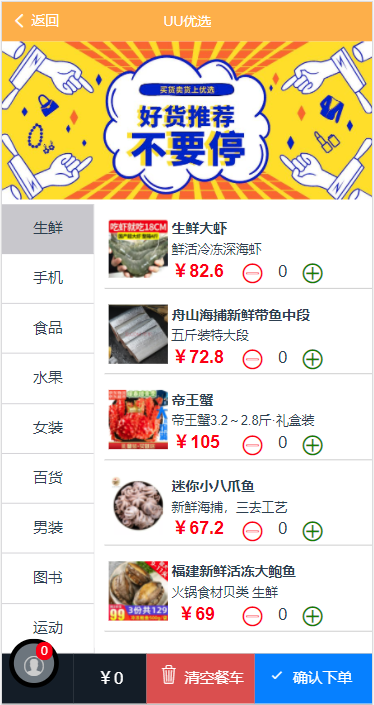 返回
UU优选
买货卖货上优选
好货推荐
不要停
生鲜
手机
食品
水果
女装
百货
男装
图书
运动
吃虾就吃18CM
生鲜大虾
鲜活冷冻深海虾
￥82.6
0
舟山海捕新鲜带鱼中段
五斤装特大段
￥72.8
0
帝王蟹
帝王蟹3.2～2.8斤·礼盒装
￥105
0
迷你小八爪鱼
新鲜海捕，三去工艺
￥67.2
0
3份共129
99
福建新鲜活冻大鲍鱼
火锅食材贝类 生鲜
￥69
0
0
￥0
清空餐车
确认下单